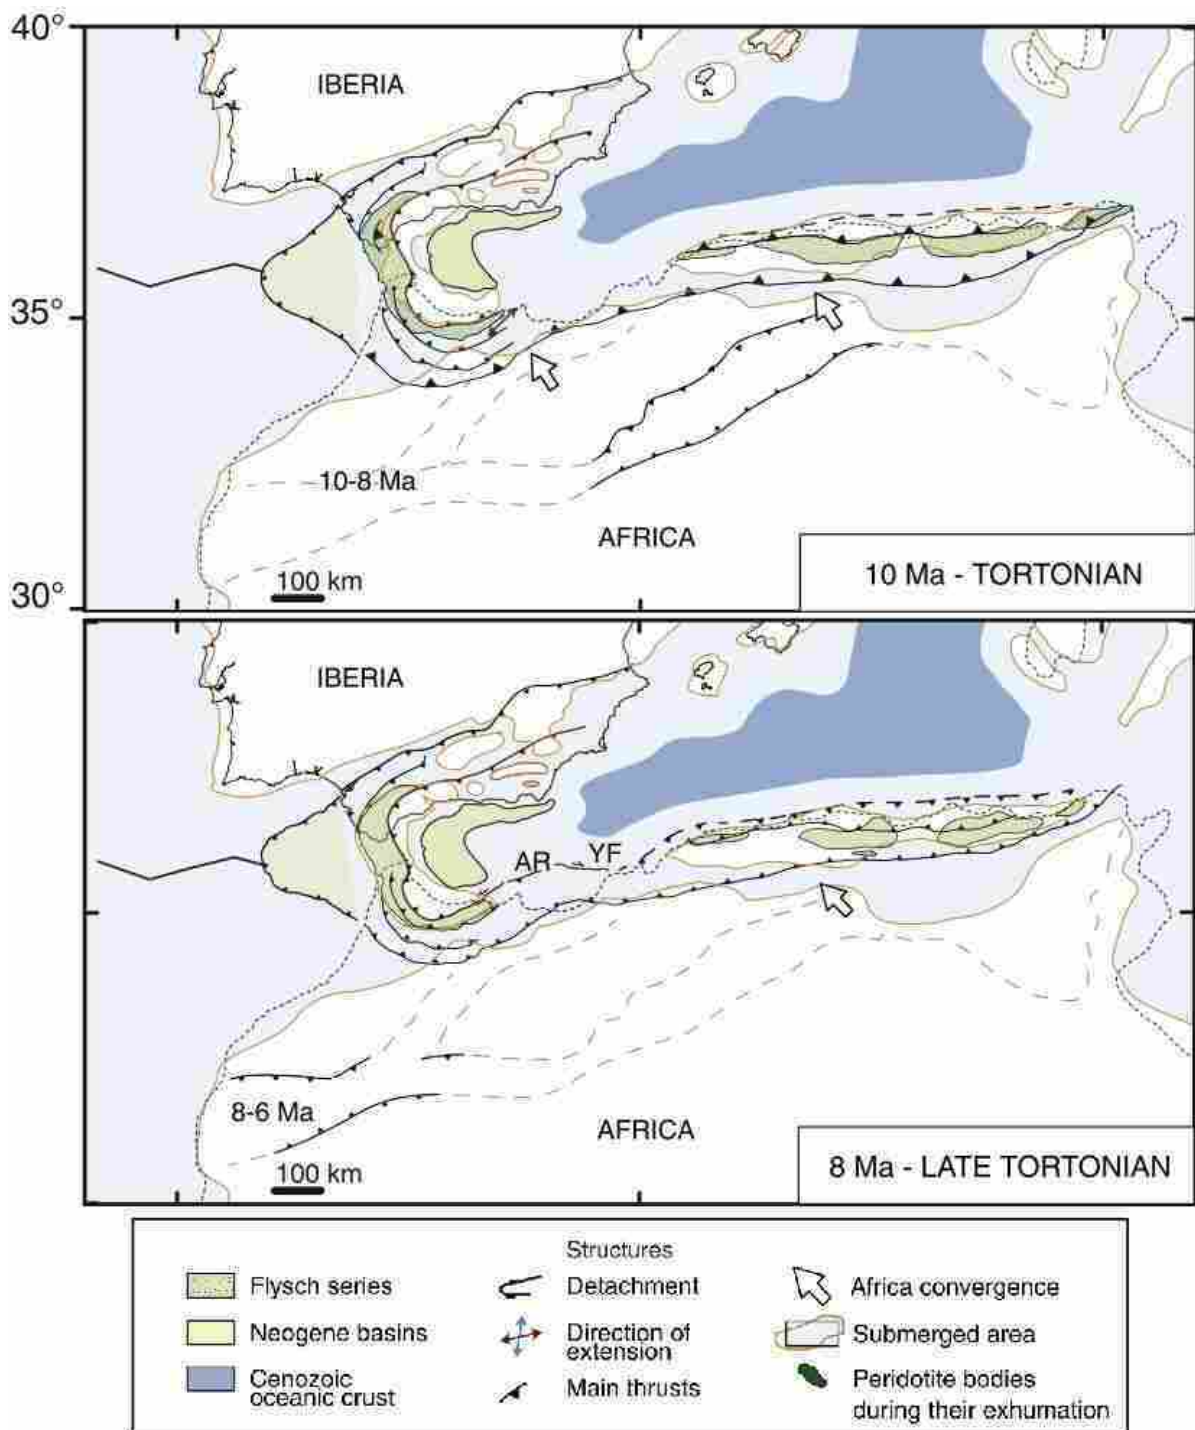 40°
IBERIA
35°
10-8 Ma
AFRICA
30°
100 km
10 Ma - TORTONIAN
IBERIA
AR
YF
8-6 Ma
AFRICA
100 km
8 Ma - LATE TORTONIAN
Structures
Flysch series
Detachment
Africa convergence
Neogene basins
Direction of
extension
Submerged area
Cenozoic
oceanic crust
Main thrusts
Peridotite bodies
during their exhumation